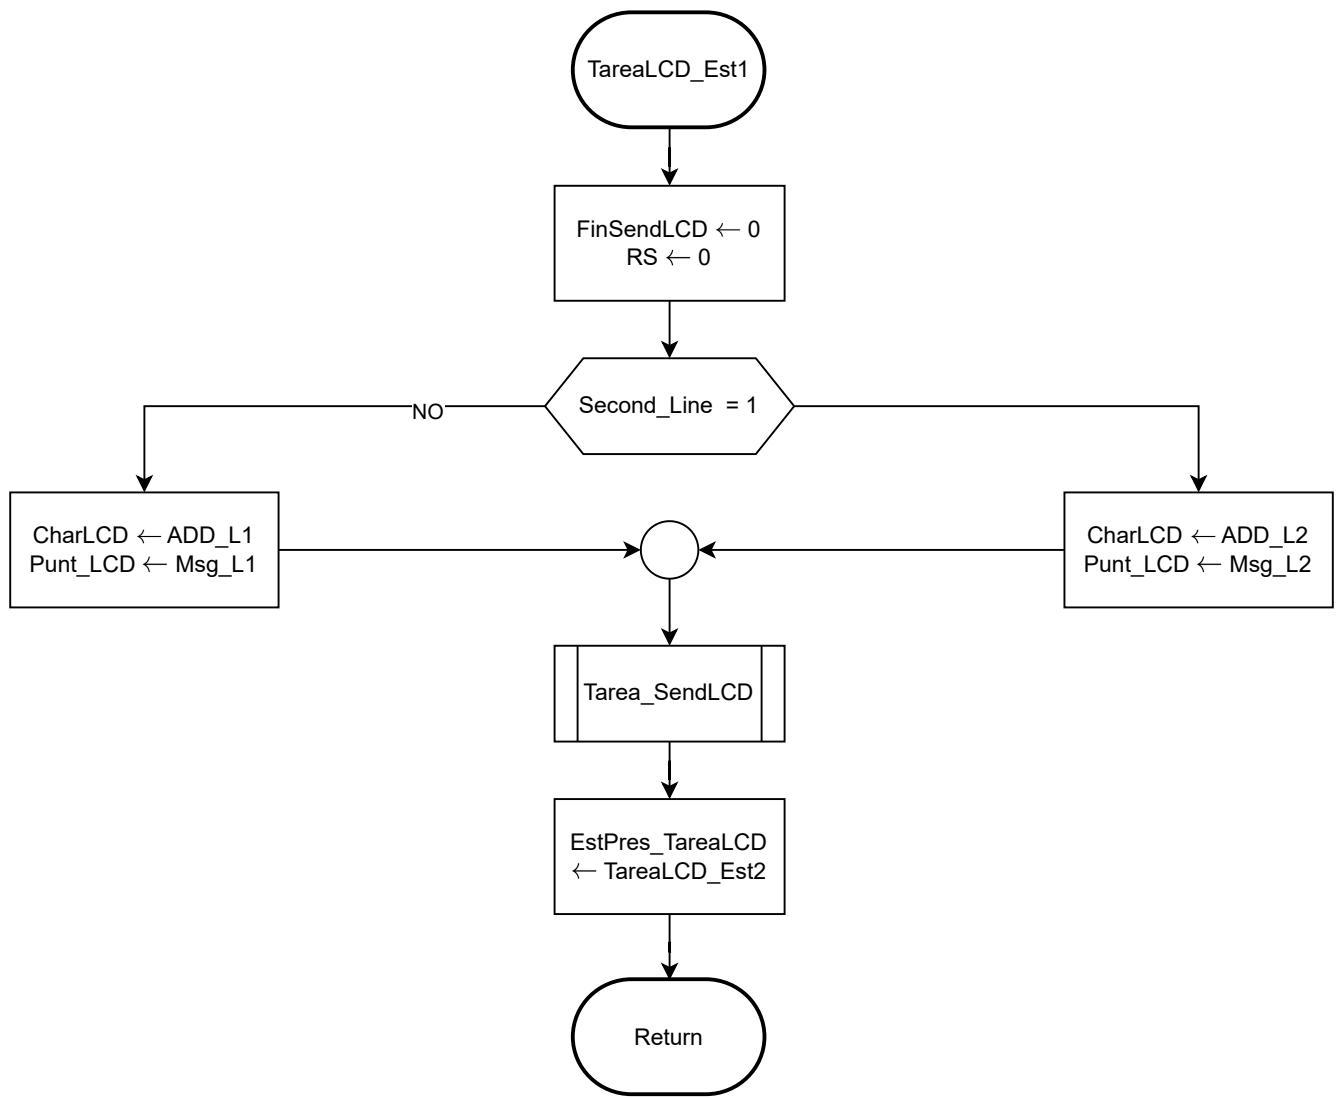 TareaLCD_Est1
FinSendLCD ← 0
RS ← 0
Second_Line = 1
NO
CharLCD ← ADD_L1
Punt_LCD ← Msg_L1
CharLCD ← ADD_L2
Punt_LCD ← Msg_L2
Tarea_SendLCD
EstPres_TareaLCD
← TareaLCD_Est2
Return